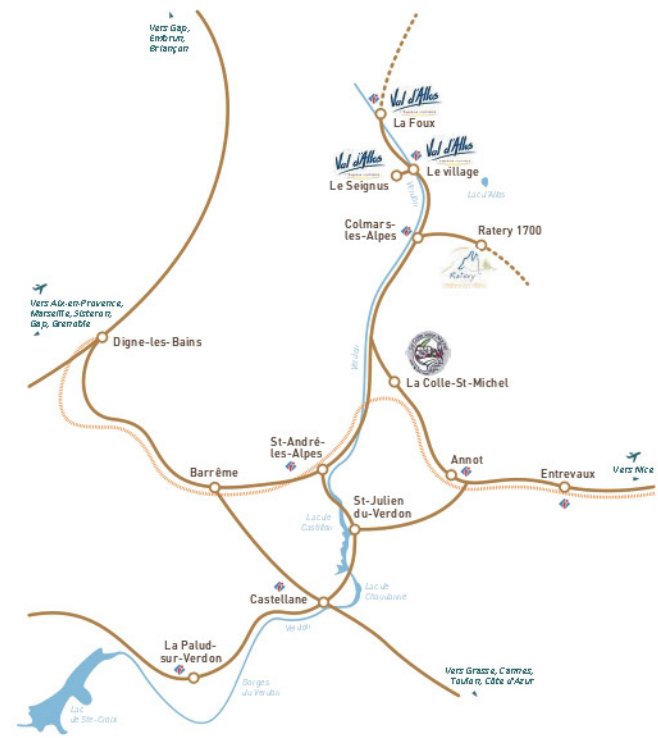 Vers Gap,
Embrun,
Briançon
Val d'Allos
La Foux
Val d'Allos
Val d'Allos
Le village
Le Seignus
Verdon
Lac d'Allos
Colmars-
les-Alpes
Ratery 1700
Ratery
Vers Aix-en-Provence,
Marseille, Sisteron,
Gap, Grenoble
Digne-les-Bains
Verdon
La Colle-St-Michel
St-André-
les-Alpes
Barrême
Annot
Entrevaux
Vers Nice
St-Julien
du-Verdon
Lac de
Castillon
Castellane
Lac de
Chaudanne
Verdon
La Palud-
sur-Verdon
Gorges
du Verdon
Vers Grasse, Cannes,
Toulon, Côte d'Azur
Lac
de Ste-Croix